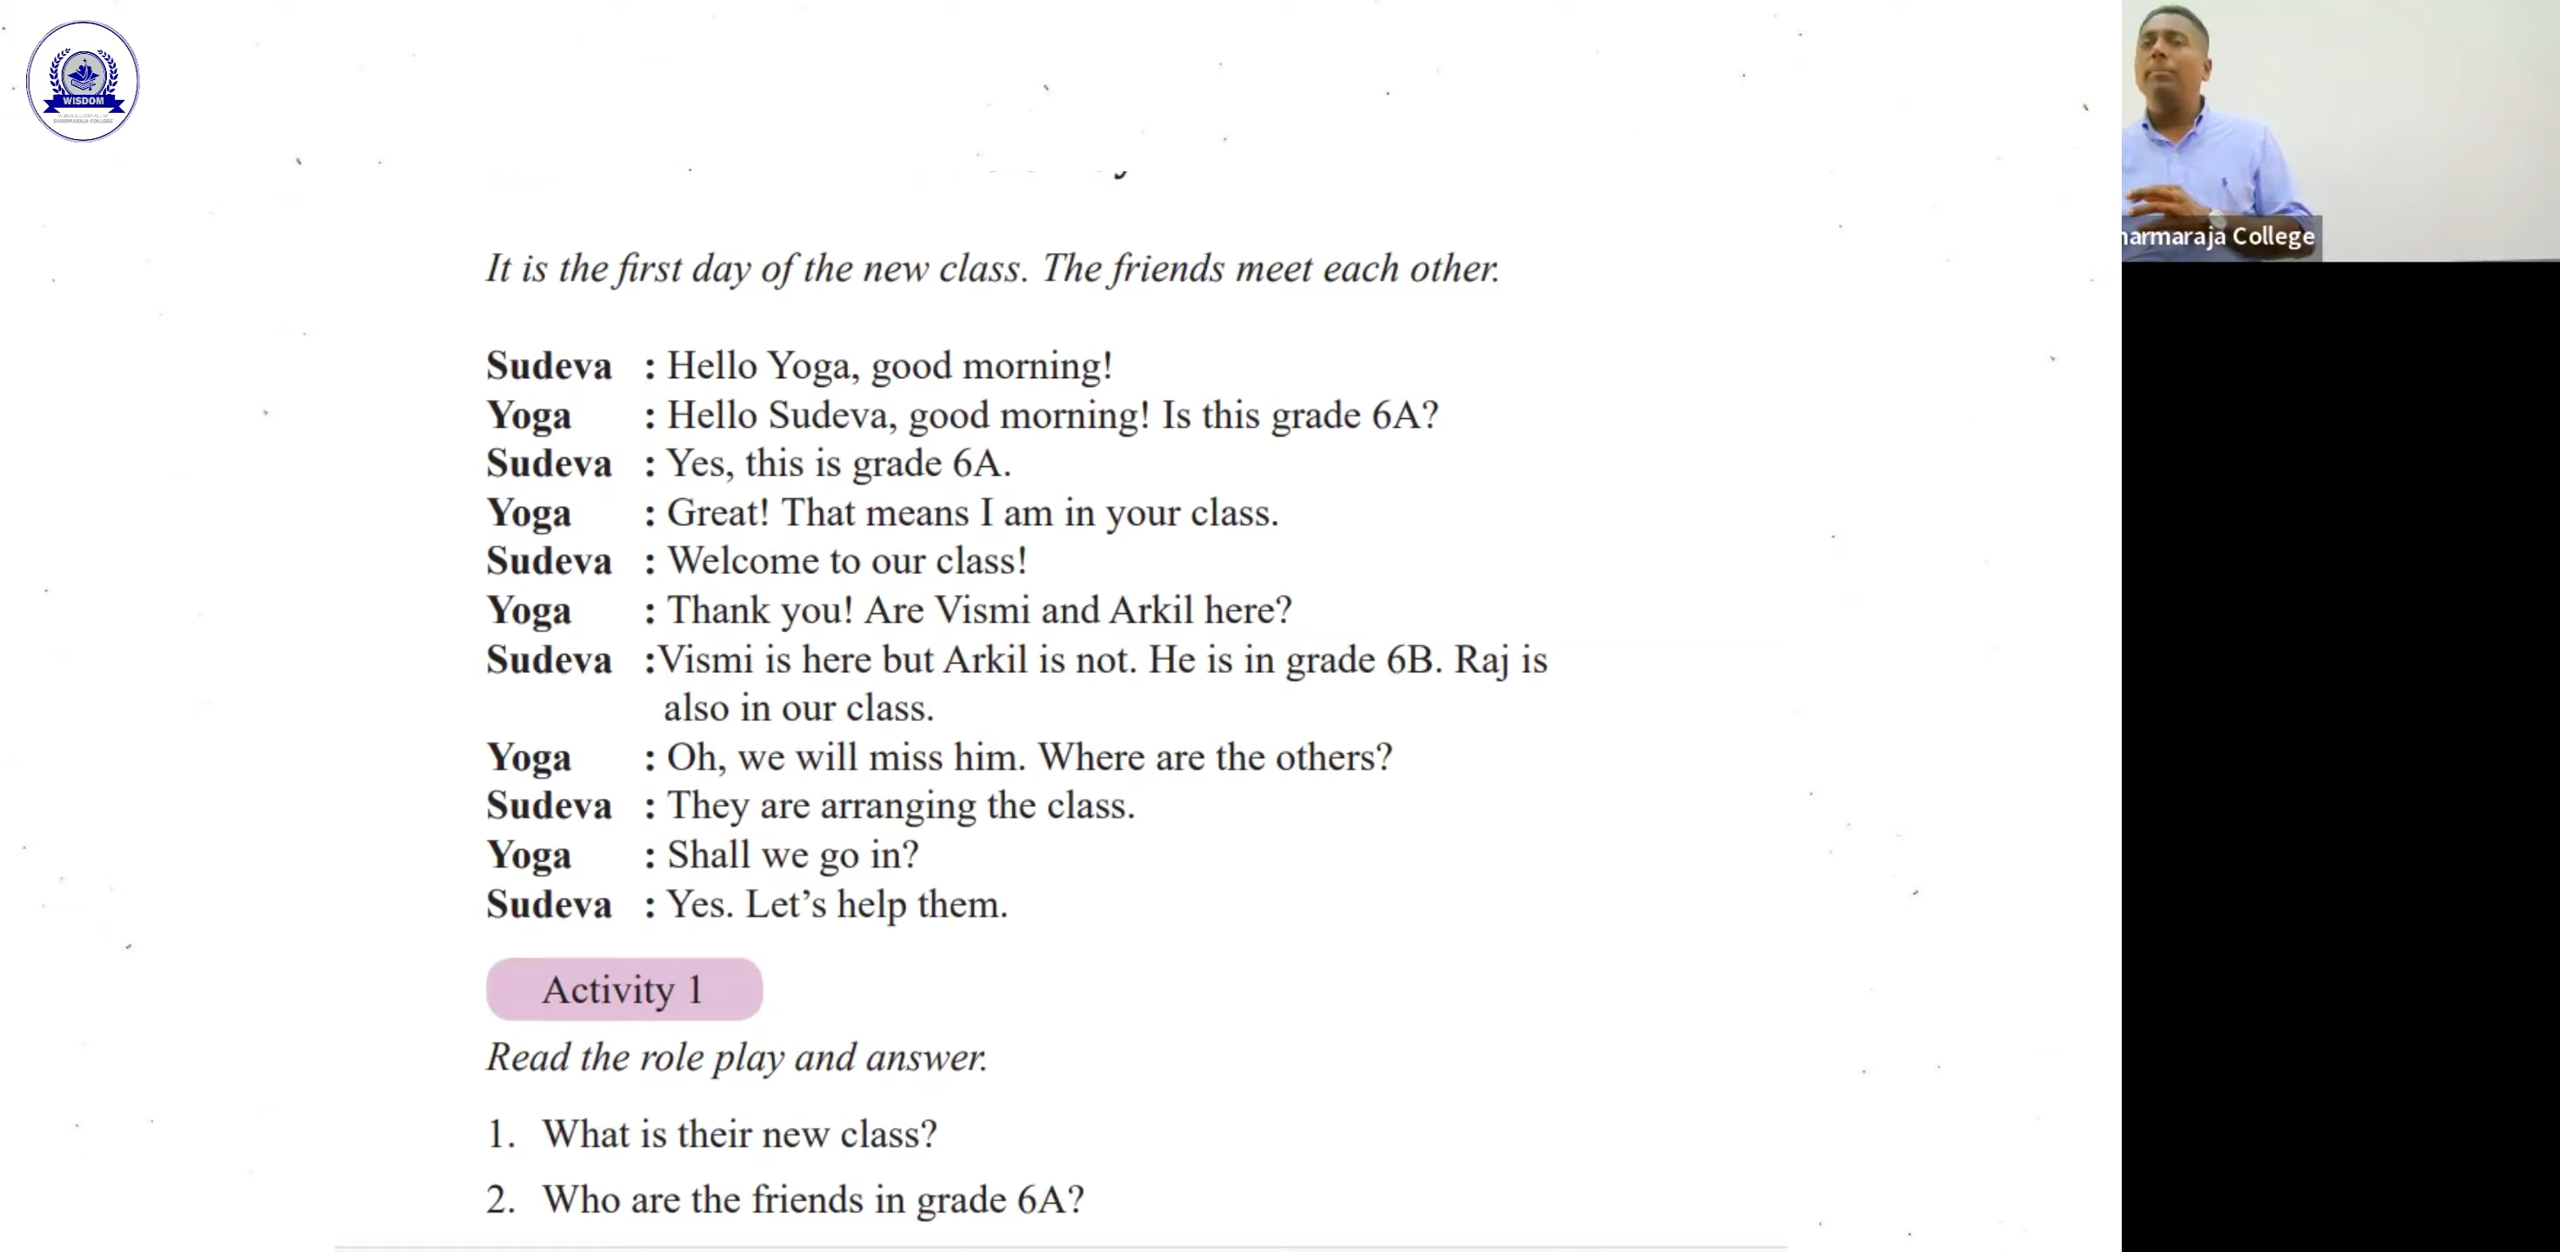 WISDOM
DHARMARAJA COLLEGE
armaraja College
It is the first day of the new class. The friends meet each other.
Sudeva : Hello Yoga, good morning!
Yoga : Hello Sudeva, good morning! Is this grade 6A?
Sudeva : Yes, this is grade 6A.
Yoga : Great! That means I am in your class.
Sudeva : Welcome to our class!
Yoga : Thank you! Are Vismi and Arkil here?
Sudeva :Vismi is here but Arkil is not. He is in grade 6B. Raj is
also in our class.
Yoga : Oh, we will miss him. Where are the others?
Sudeva : They are arranging the class.
Yoga : Shall we go in?
Sudeva : Yes. Let’s help them.
Activity 1
Read the role play and answer.
1. What is their new class?
2. Who are the friends in grade 6A?